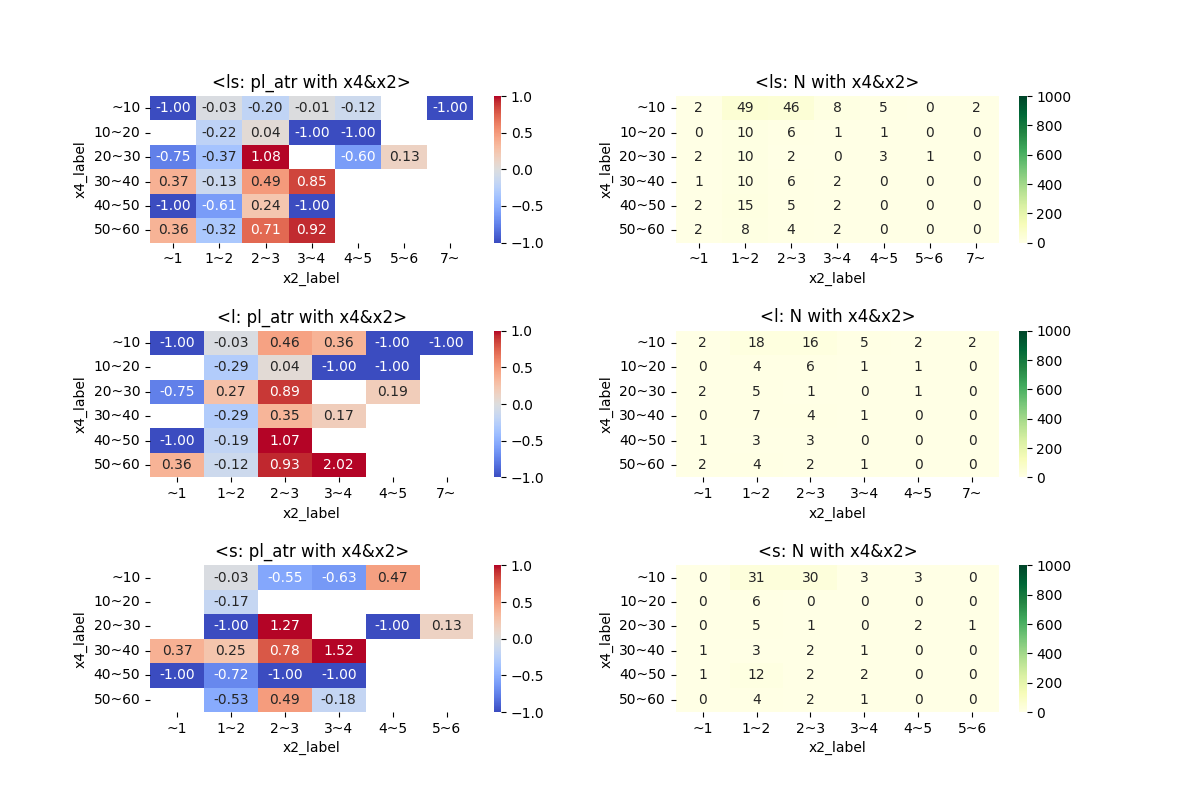 <ls: pl_atr with x4&x2>
~10 -1.00 -0.03 -0.20 -0.01 -0.12 -1.00
10~20 -0.22 0.04 -1.00 -1.00
20~30 -0.75 -0.37 1.08 -0.60 0.13
30~40 0.37 -0.13 0.49 0.85
40~50 -1.00 -0.61 0.24 -1.00
50~60 0.36 -0.32 0.71 0.92
~1 1~2 2~3 3~4 4~5 5~6 7~
x2_label
x4_label
1.0
0.5
0.0
−0.5
−1.0
<ls: N with x4&x2>
~10 2 49 46 8 5 0 2
10~20 0 10 6 1 1 0 0
20~30 2 10 2 0 3 1 0
30~40 1 10 6 2 0 0 0
40~50 2 15 5 2 0 0 0
50~60 2 8 4 2 0 0 0
~1 1~2 2~3 3~4 4~5 5~6 7~
x2_label
x4_label
1000
800
600
400
200
0
<l: pl_atr with x4&x2>
~10 -1.00 -0.03 0.46 0.36 -1.00 -1.00
10~20 -0.29 0.04 -1.00 -1.00
20~30 -0.75 0.27 0.89 0.19
30~40 -0.29 0.35 0.17
40~50 -1.00 -0.19 1.07
50~60 0.36 -0.12 0.93 2.02
~1 1~2 2~3 3~4 4~5 7~
x2_label
x4_label
1.0
0.5
0.0
−0.5
−1.0
<l: N with x4&x2>
~10 2 18 16 5 2 2
10~20 0 4 6 1 1 0
20~30 2 5 1 0 1 0
30~40 0 7 4 1 0 0
40~50 1 3 3 0 0 0
50~60 2 4 2 1 0 0
~1 1~2 2~3 3~4 4~5 7~
x2_label
x4_label
1000
800
600
400
200
0
<s: pl_atr with x4&x2>
~10 -0.03 -0.55 -0.63 0.47
10~20 -0.17
20~30 -1.00 1.27 -1.00 0.13
30~40 0.37 0.25 0.78 1.52
40~50 -1.00 -0.72 -1.00 -1.00
50~60 -0.53 0.49 -0.18
~1 1~2 2~3 3~4 4~5 5~6
x2_label
x4_label
1.0
0.5
0.0
−0.5
−1.0
<s: N with x4&x2>
~10 0 31 30 3 3 0
10~20 0 6 0 0 0 0
20~30 0 5 1 0 2 1
30~40 1 3 2 1 0 0
40~50 1 12 2 2 0 0
50~60 0 4 2 1 0 0
~1 1~2 2~3 3~4 4~5 5~6
x2_label
x4_label
1000
800
600
400
200
0